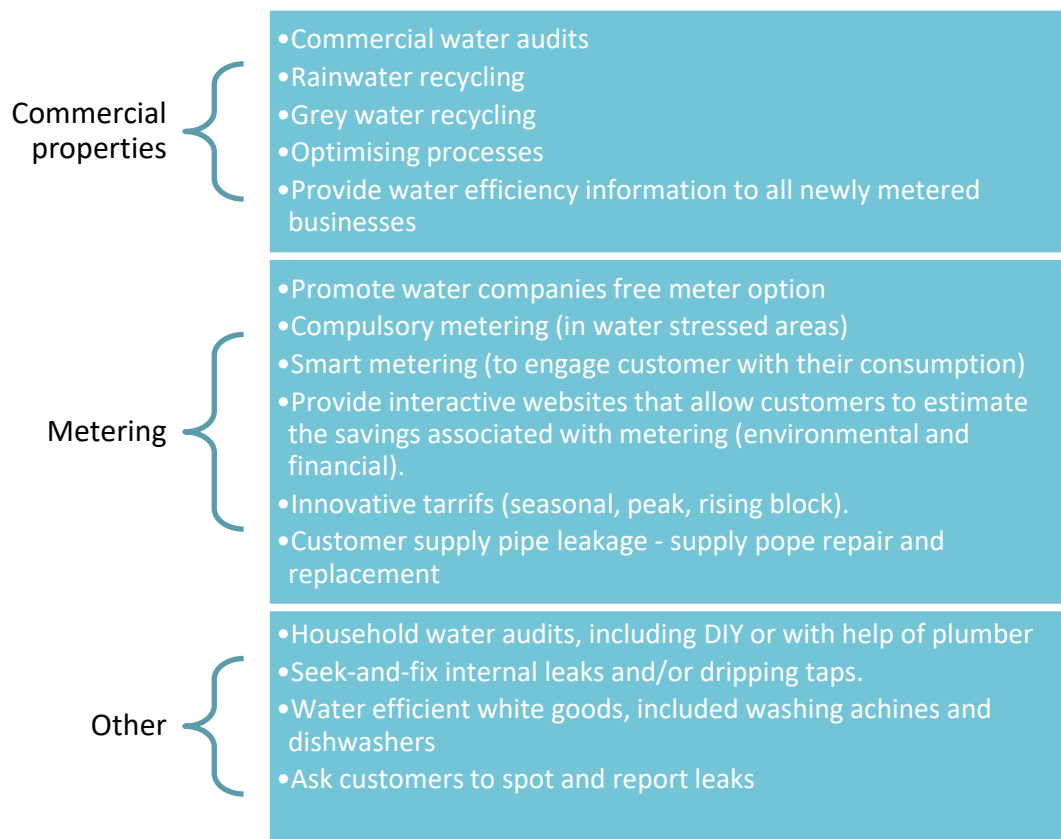 Commercial
properties
•Commercial water audits
•Rainwater recycling
•Grey water recycling
•Optimising processes
•Provide water efficiency information to all newly metered
businesses
Metering
•Promote water companies free meter option
•Compulsory metering (in water stressed areas)
•Smart metering (to engage customer with their consumption)
•Provide interactive websites that allow customers to estimate
the savings associated with metering (environmental and
financial).
•Innovative tarrifs (seasonal, peak, rising block).
•Customer supply pipe leakage - supply pope repair and
replacement
Other
•Household water audits, including DIY or with help of plumber
•Seek-and-fix internal leaks and/or dripping taps.
•Water efficient white goods, included washing achines and
dishwashers
•Ask customers to spot and report leaks